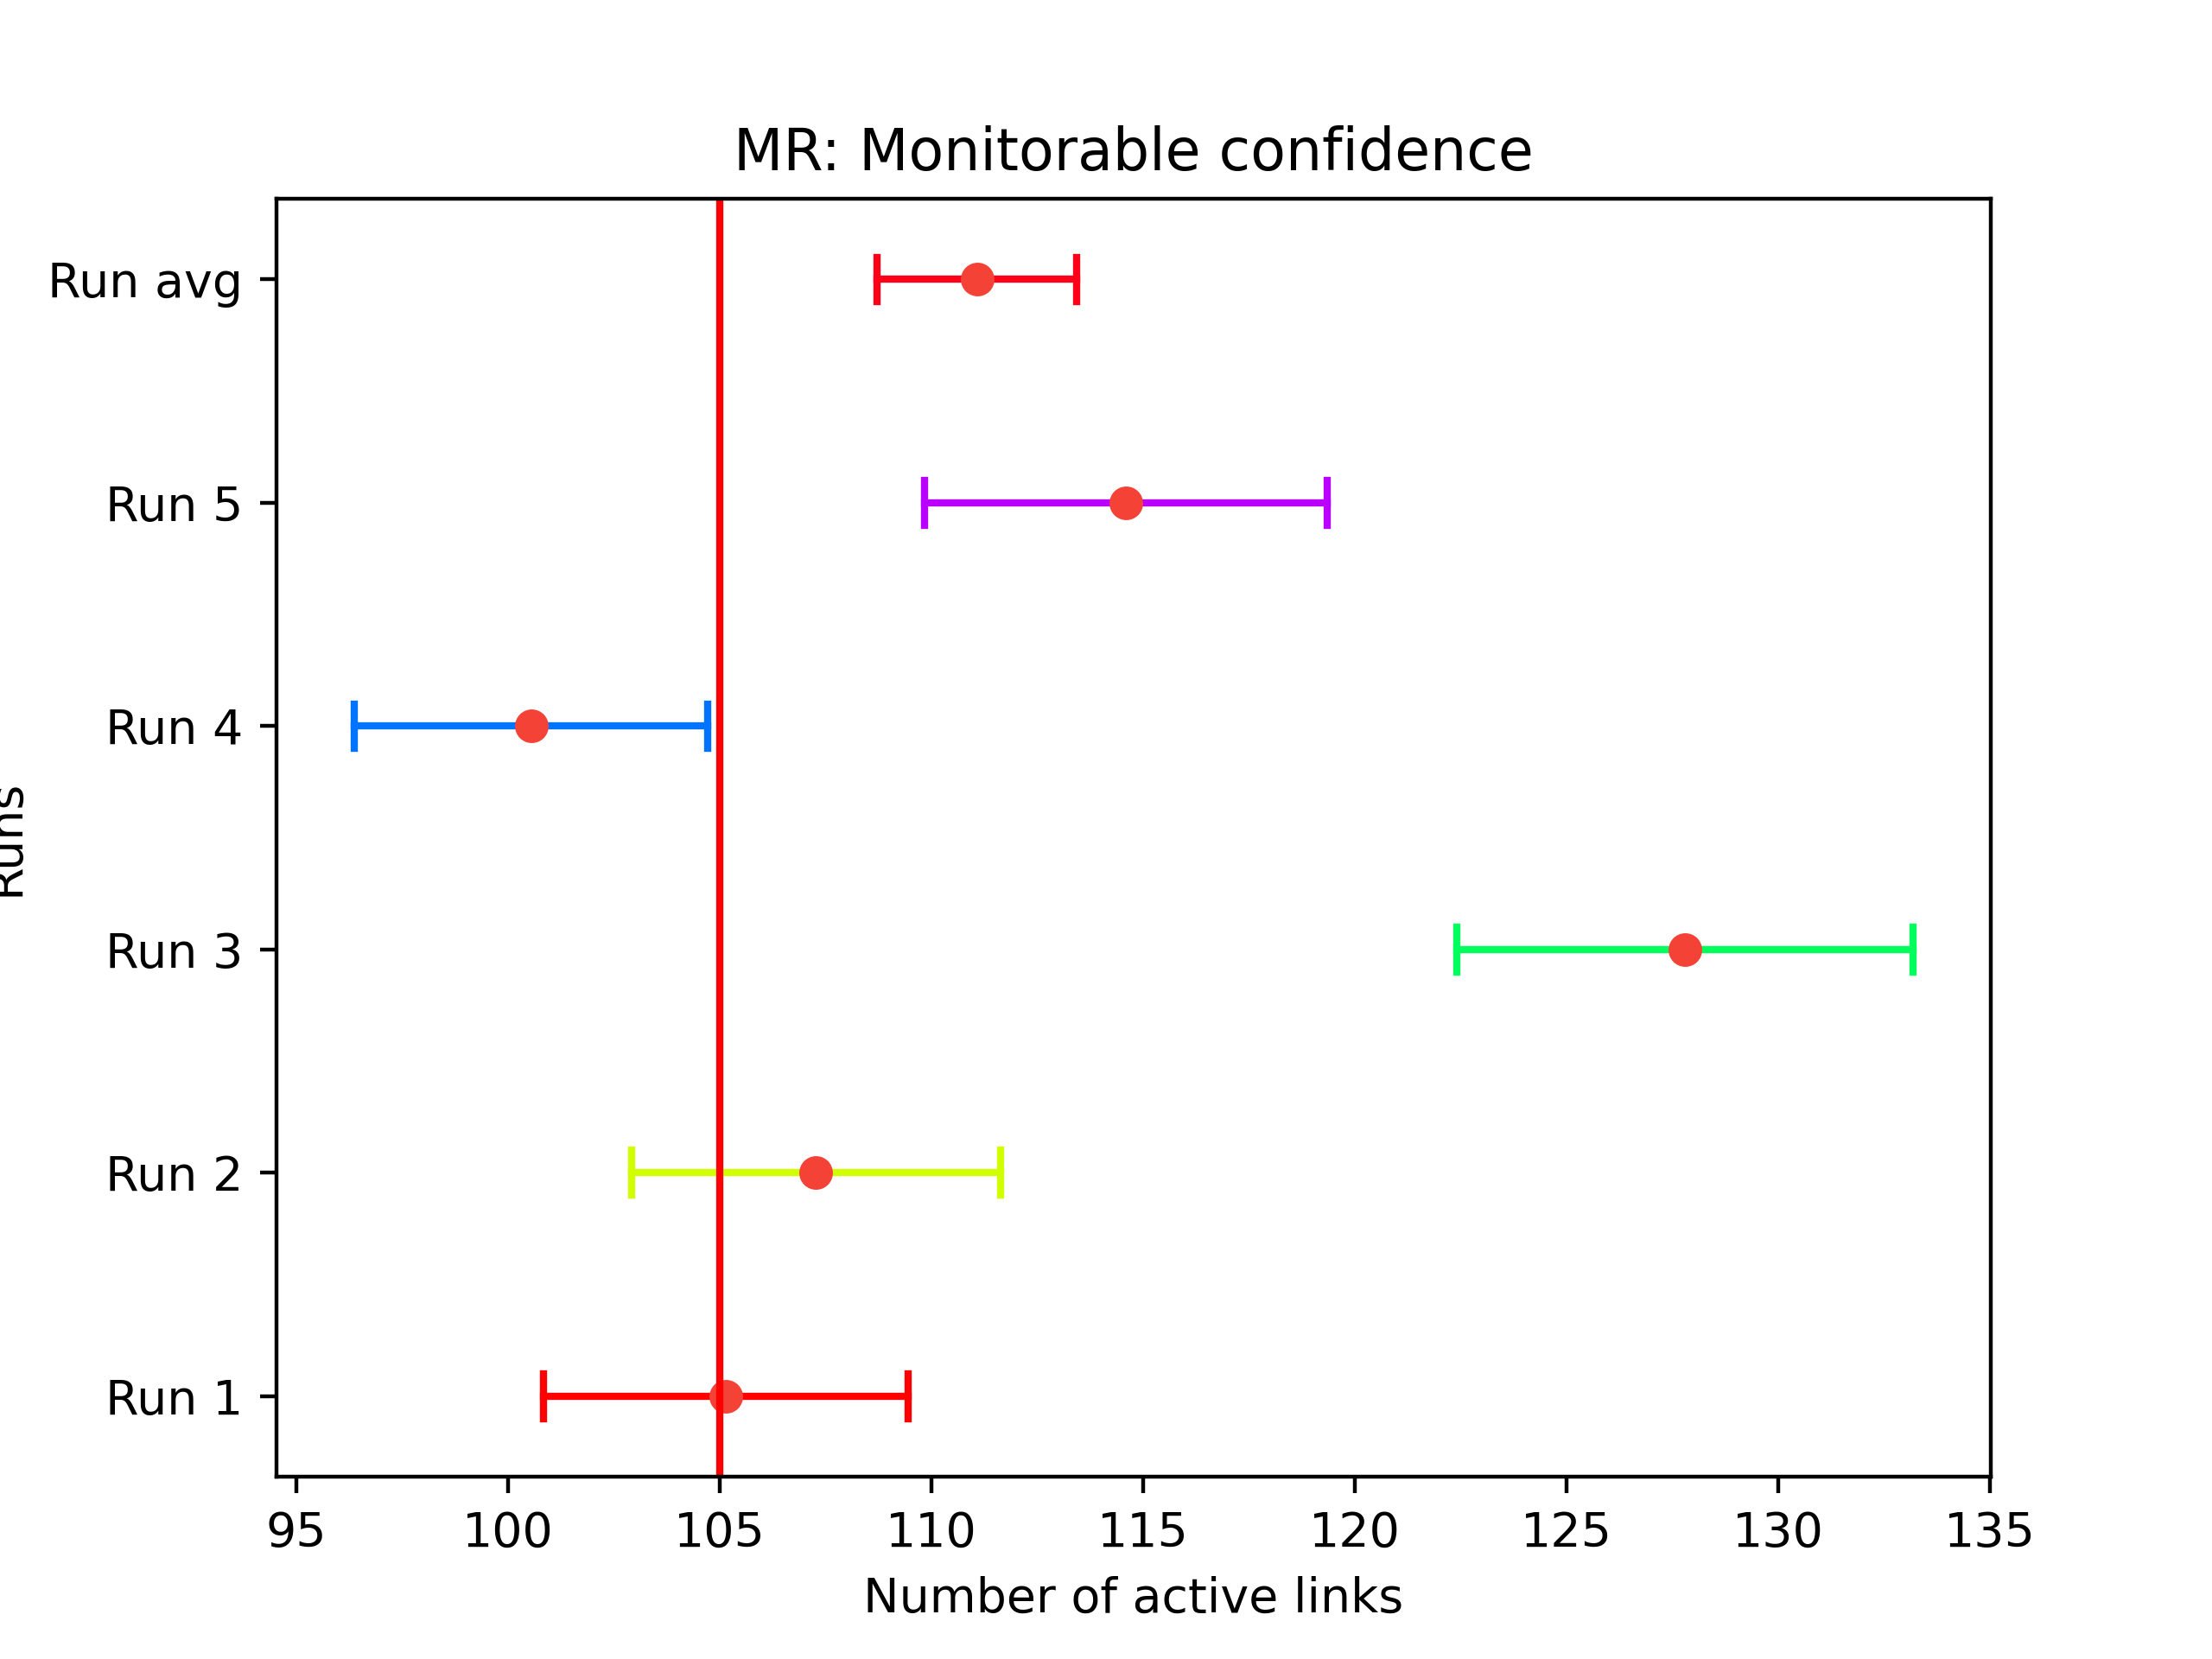 MR: Monitorable confidence
Run avg
Run 5
Run 4
Runs
Run 3
Run 2
Run 1
95 100 105 110 115 120 125 130 135
Number of active links